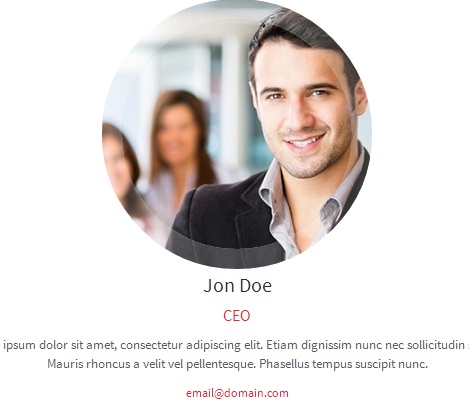 Jon Doe
CEO
ipsum dolor sit amet, consectetur adipiscing elit. Etiam dignissim nunc nec sollicitudin
Mauris rhoncus a velit vel pellentesque. Phasellus tempus suscipit nunc.
email@domain.com